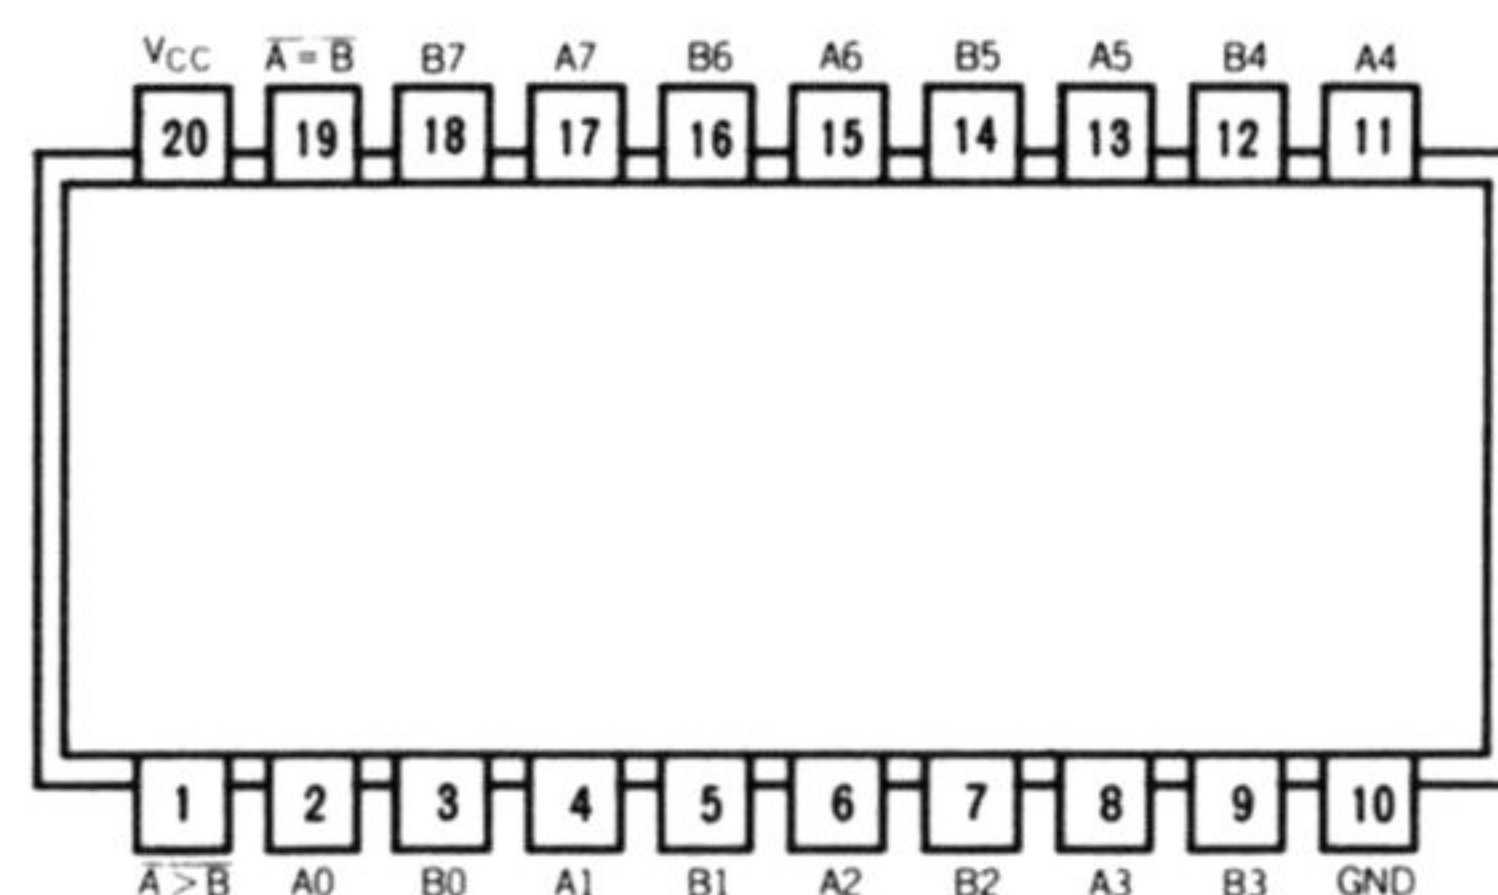 VCC A̅ = B̅ B7 A7 B6 A6 B5 A5 B4 A4
20 19 18 17 16 15 14 13 12 11
1 2 3 4 5 6 7 8 9 10
A̅ > B̅ A0 B0 A1 B1 A2 B2 A3 B3 GND